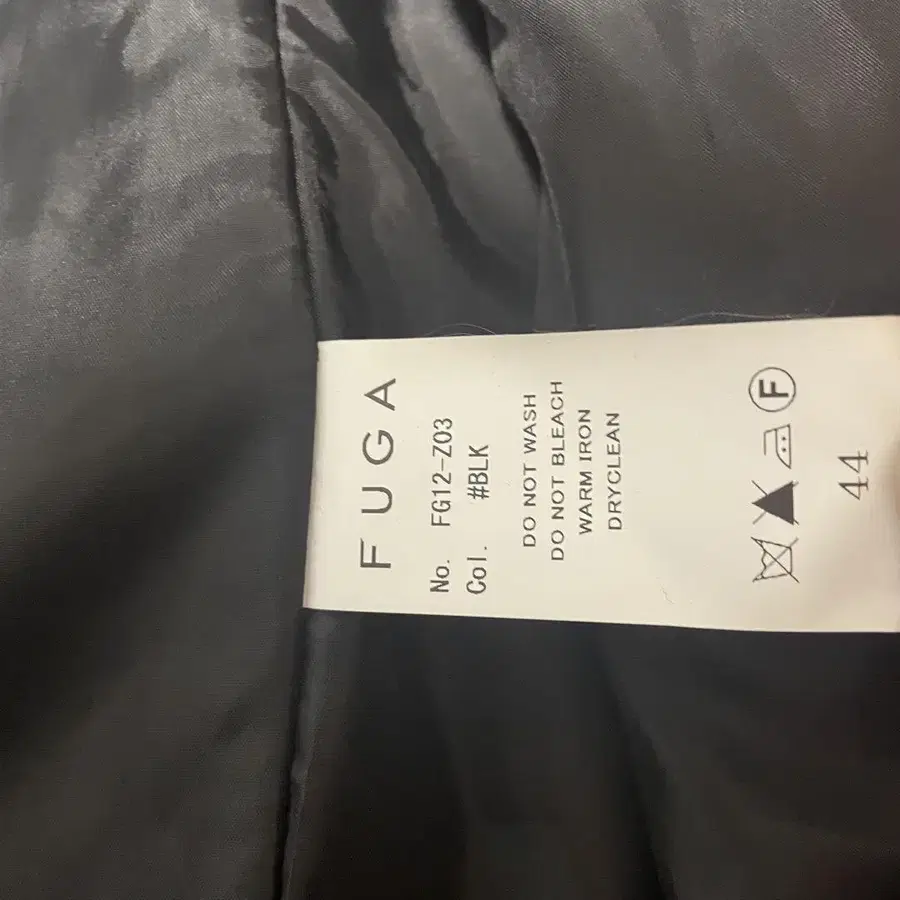 FUGA
No. FG12-Z03
Col. #BLK
DO NOT WASH
DO NOT BLEACH
WARM IRON
DRYCLEAN
F
44